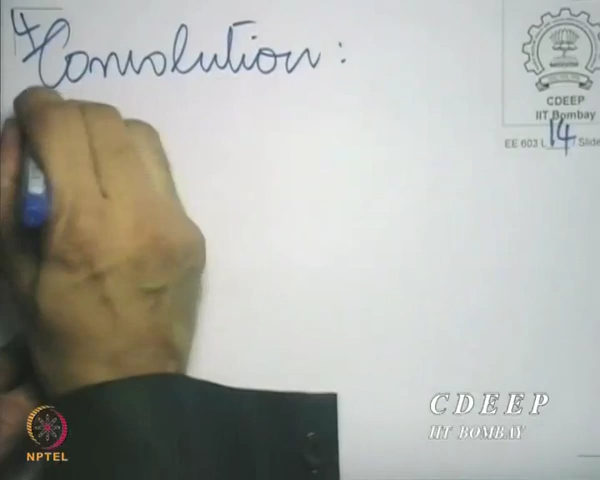 4 Convolution :
CDEEP
IIT Bombay
EE 603 L 14 / Slide
CDEEP
IIT BOMBAY
NPTEL